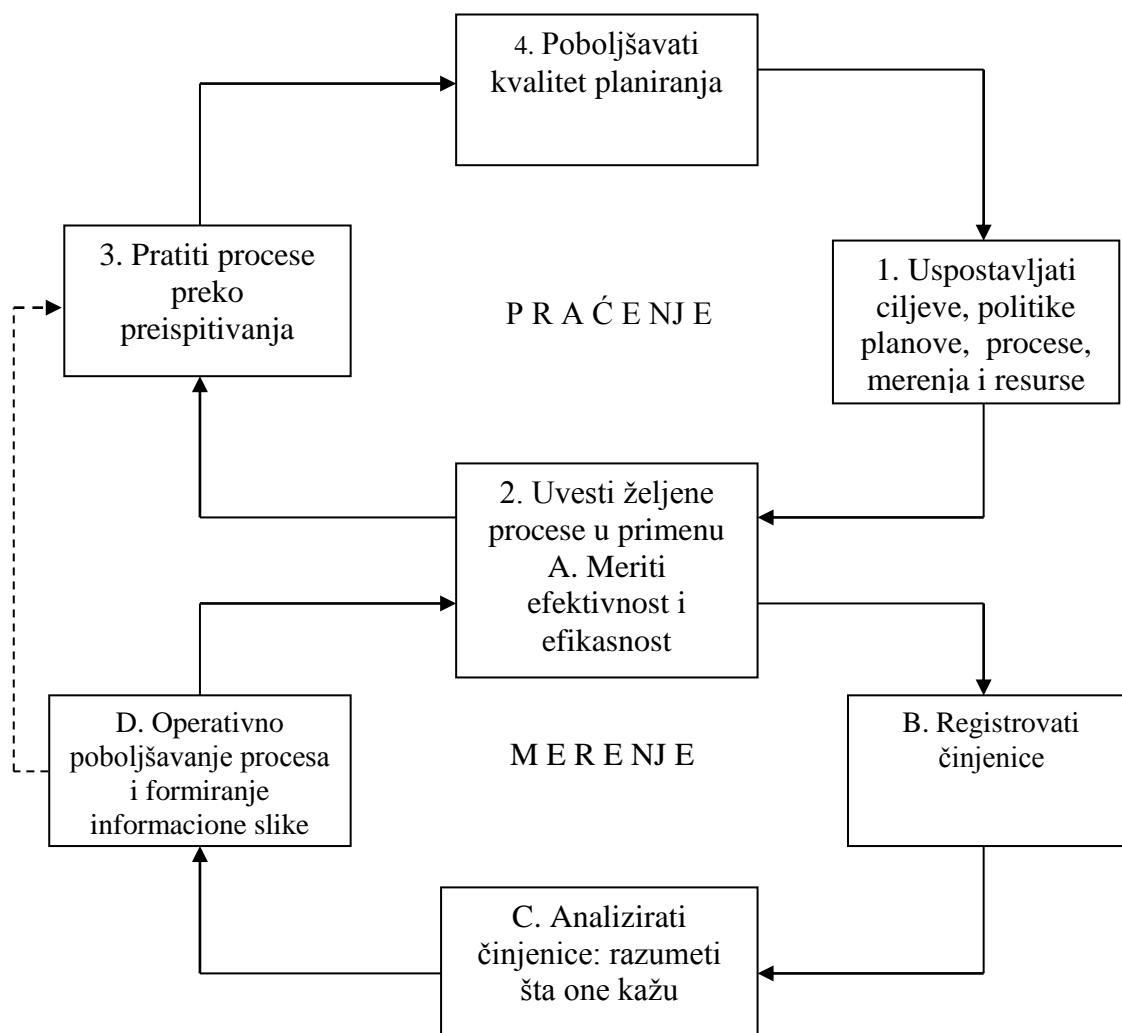 4. Poboljšavati
kvalitet planiranja
3. Pratiti procese
preko
preispitivanja
P R A Ć E NJ E
1. Uspostavljati
ciljeve, politike
planove,  procese,
merenja i resurse
2. Uvesti željene
procese u primenu
A. Meriti
efektivnost i
efikasnost
D. Operativno
poboljšavanje procesa
i formiranje
informacione slike
M E R E NJ E
B. Registrovati
činjenice
C. Analizirati
činjenice: razumeti
šta one kažu